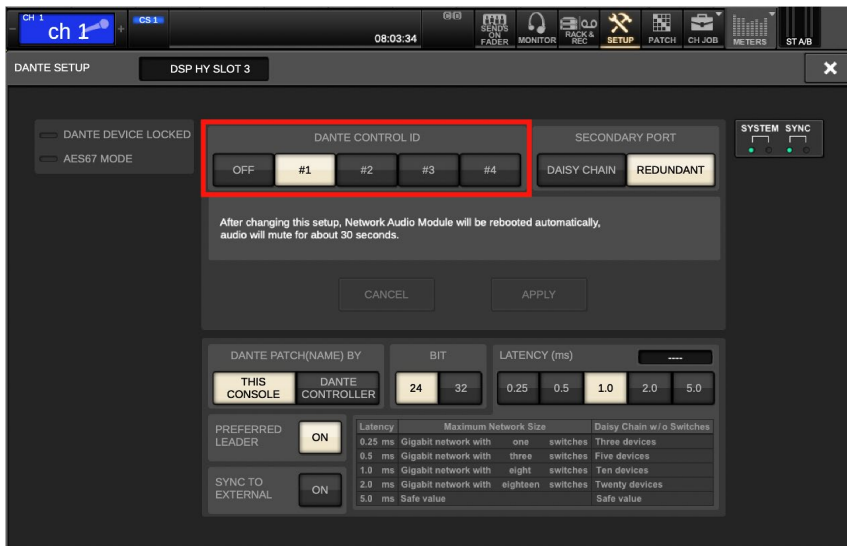 CH 1
ch 1
CS 1
08:03:34
SENDS ON FADER
MONITOR
RACK & REC
SETUP
PATCH
CH JOB
METERS
ST A/B
DANTE SETUP
DSP HY SLOT 3
DANTE DEVICE LOCKED
AES67 MODE
DANTE CONTROL ID
OFF #1 #2 #3 #4
SECONDARY PORT
DAISY CHAIN REDUNDANT
SYSTEM SYNC
After changing this setup, Network Audio Module will be rebooted automatically,
audio will mute for about 30 seconds.
CANCEL APPLY
DANTE PATCH(NAME) BY
THIS CONSOLE
DANTE CONTROLLER
BIT
24 32
LATENCY (ms) ----
0.25 0.5 1.0 2.0 5.0
PREFERRED LEADER
ON
SYNC TO EXTERNAL
ON
Latency Maximum Network Size Daisy Chain w/o Switches
0.25 ms Gigabit network with one switches Three devices
0.5 ms Gigabit network with three switches Five devices
1.0 ms Gigabit network with eight switches Ten devices
2.0 ms Gigabit network with eighteen switches Twenty devices
5.0 ms Safe value Safe value